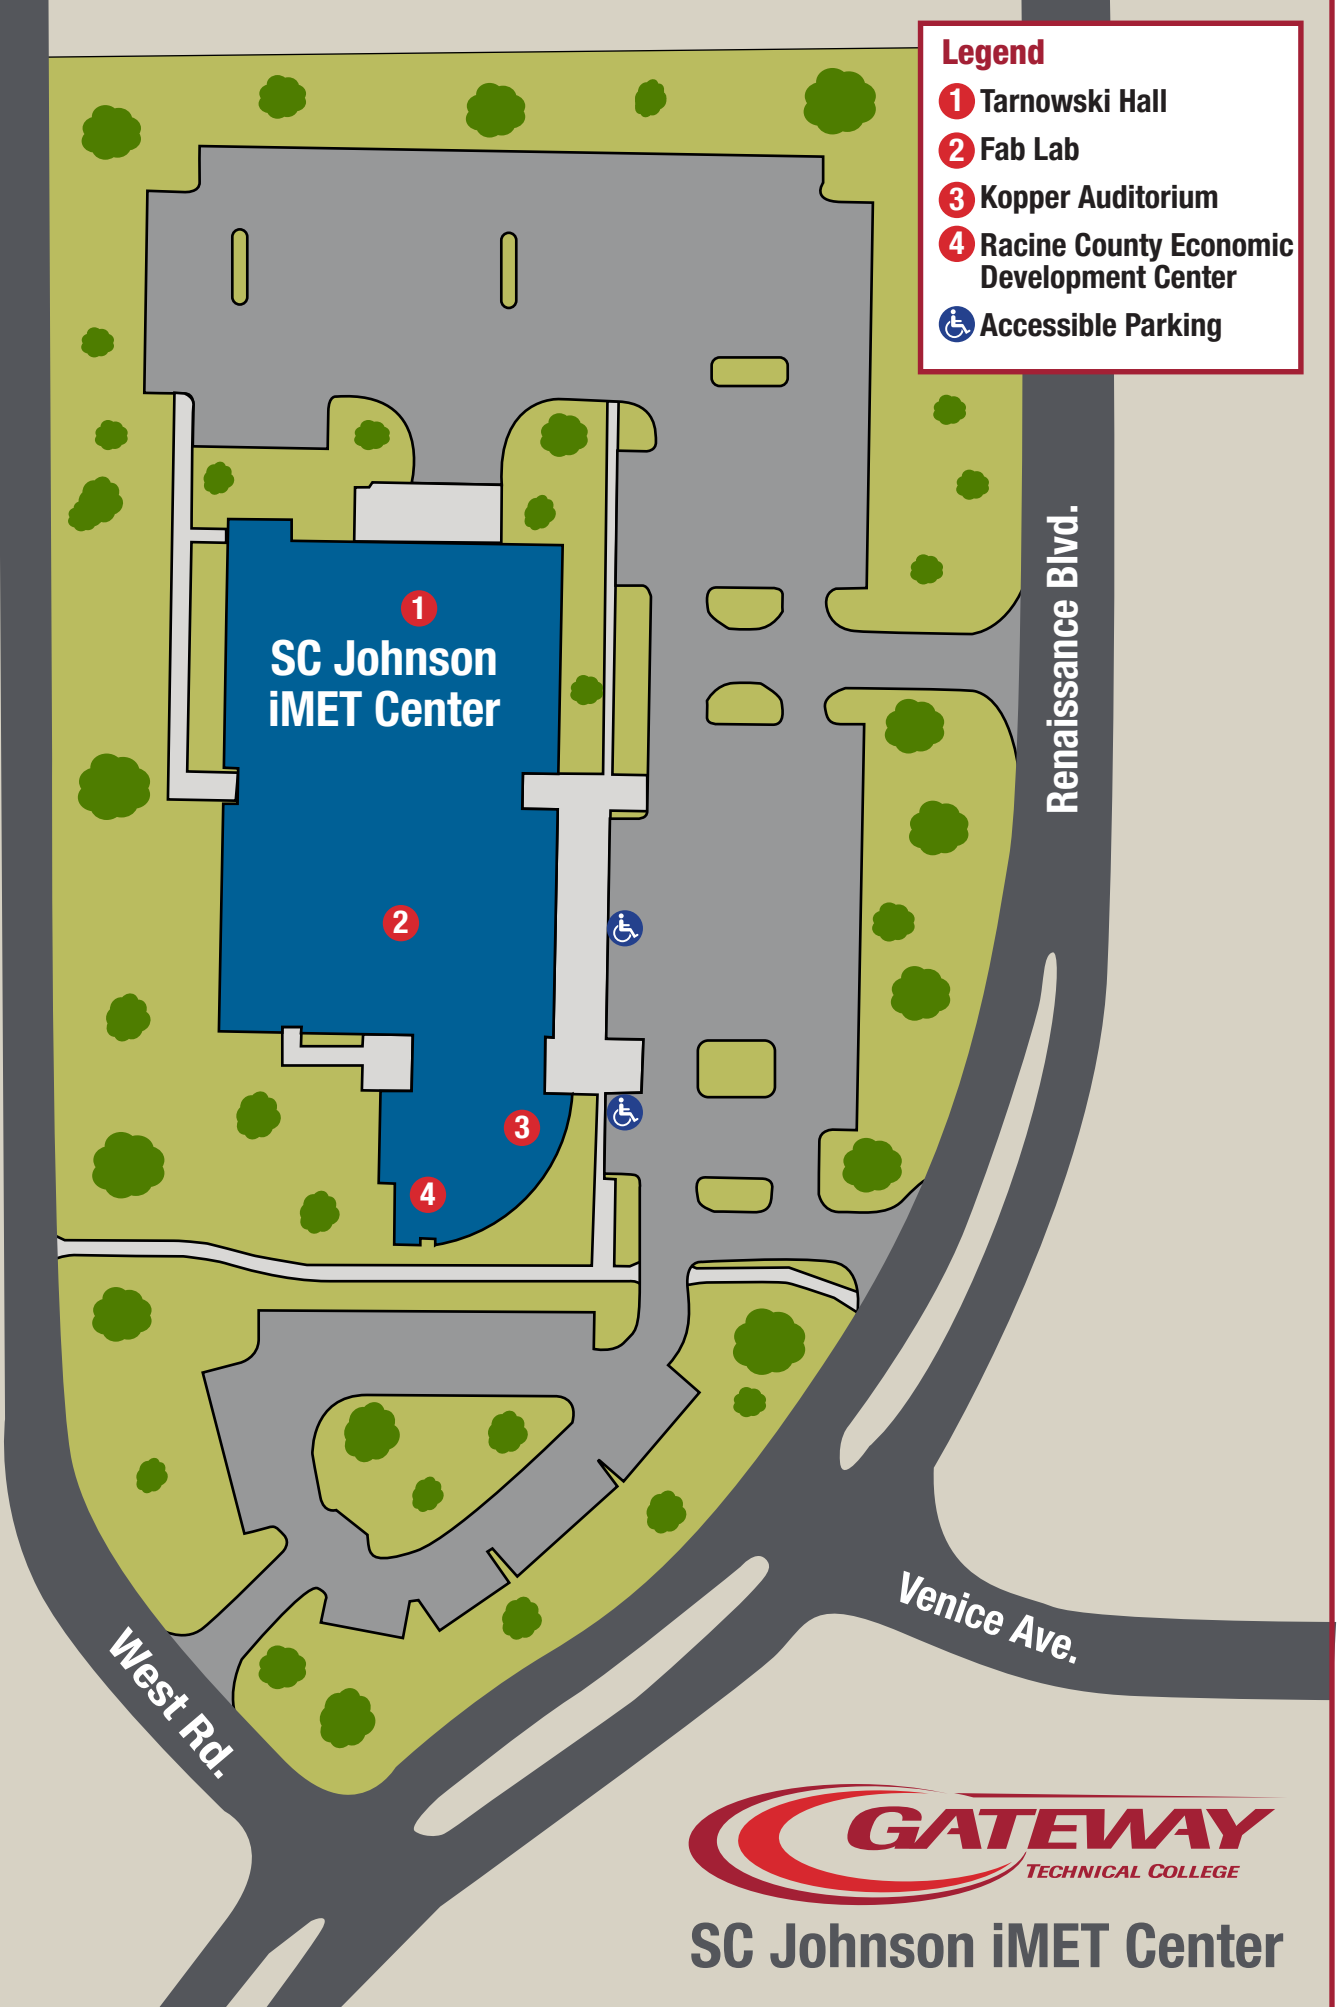 Legend
1 Tarnowski Hall
2 Fab Lab
3 Kopper Auditorium
4 Racine County Economic
Development Center
Accessible Parking
Renaissance Blvd.
1
SC Johnson
iMET Center
2
3
4
Venice Ave.
West Rd.
GATEWAY
TECHNICAL COLLEGE
SC Johnson iMET Center